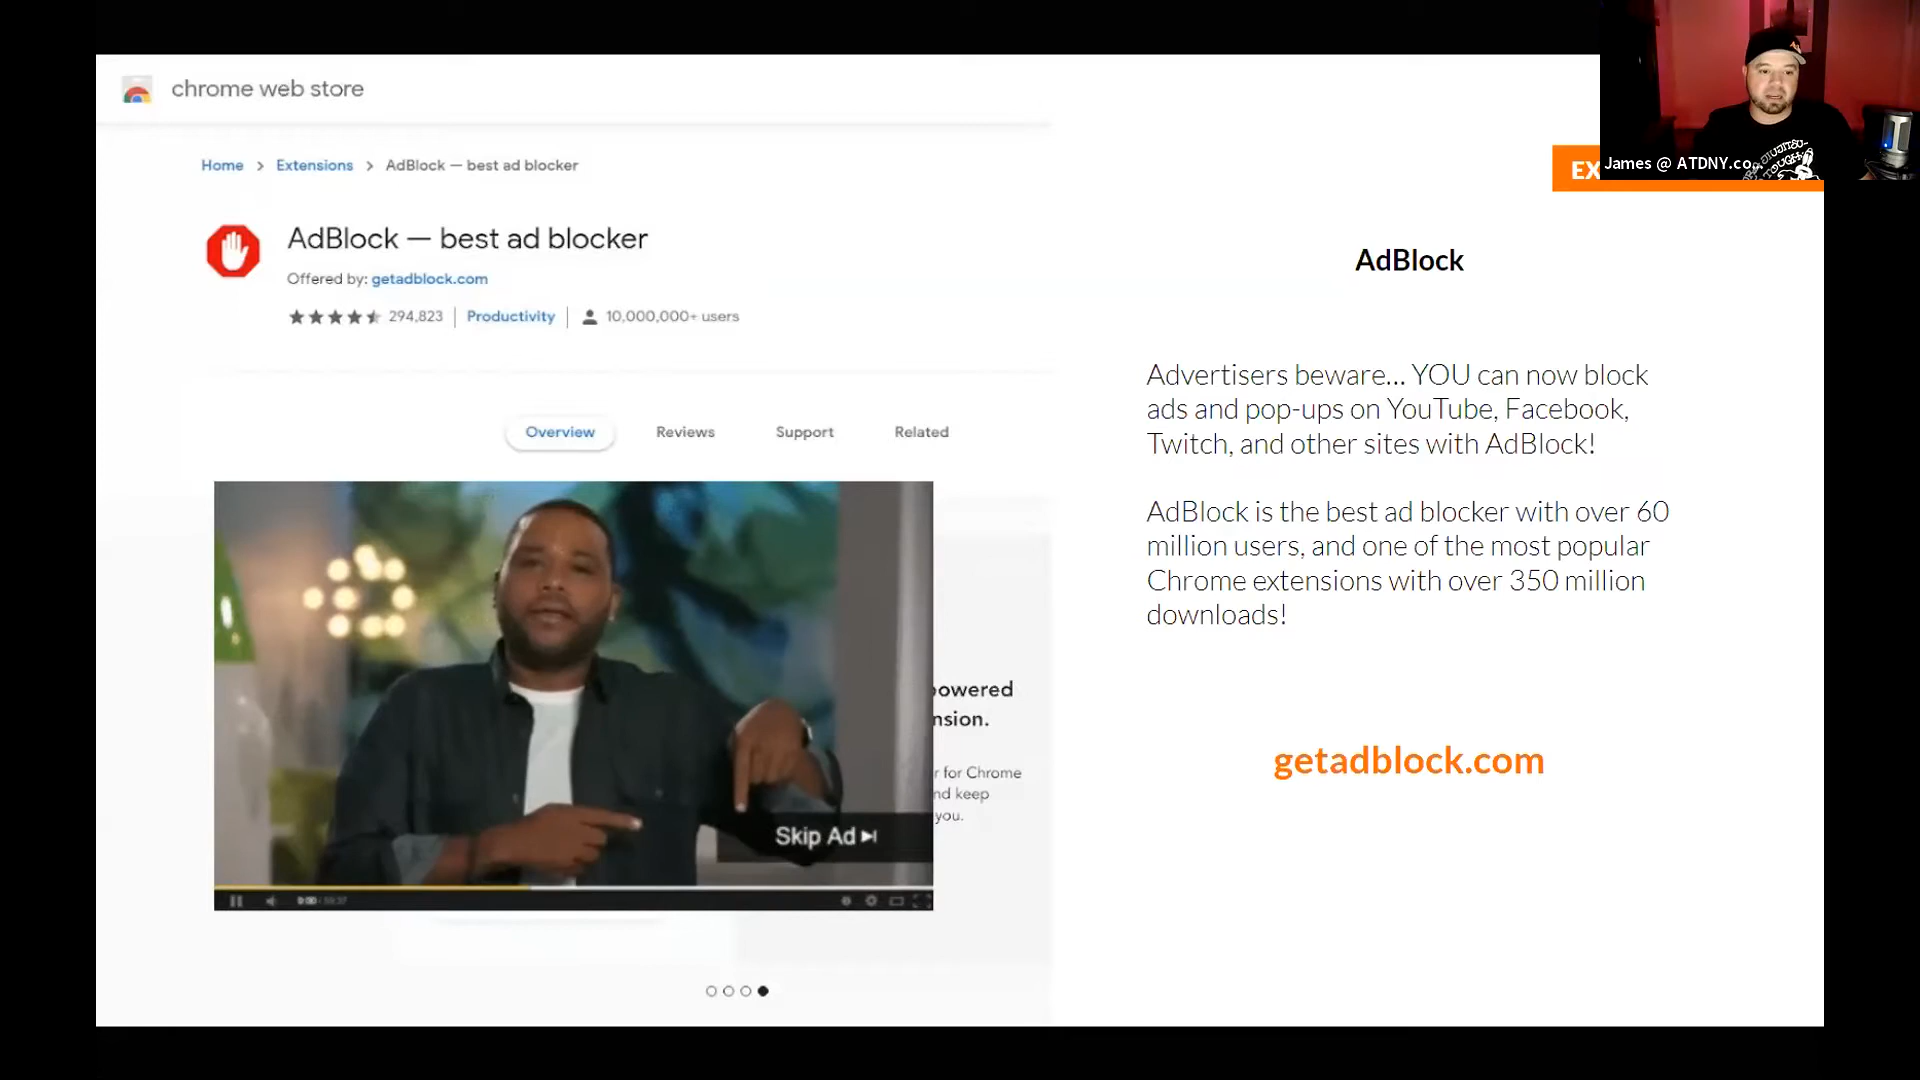 chrome web store
Home > Extensions > AdBlock — best ad blocker
AdBlock — best ad blocker
Offered by: getadblock.com
294,823 | Productivity | 10,000,000+ users
Overview Reviews Support Related
Skip Ad
powered
nsion.
r for Chrome
nd keep
you.
James @ ATDNY.co
EX
AdBlock
Advertisers beware... YOU can now block
ads and pop-ups on YouTube, Facebook,
Twitch, and other sites with AdBlock!
AdBlock is the best ad blocker with over 60
million users, and one of the most popular
Chrome extensions with over 350 million
downloads!
getadblock.com